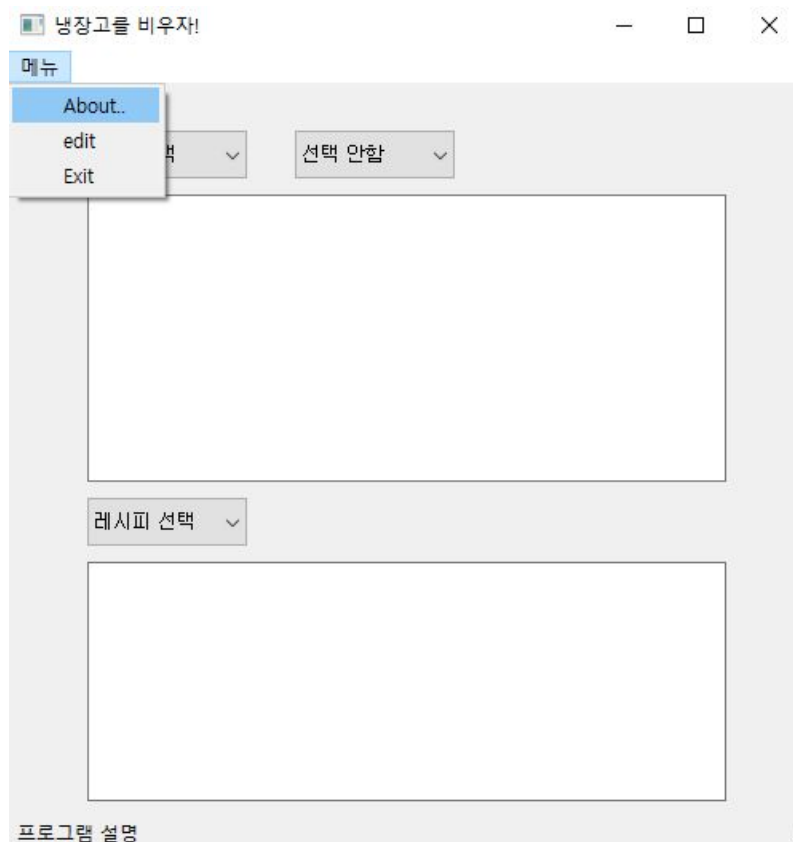 냉장고를 비우자!
메뉴
About..
edit
선택 안함
Exit
레시피 선택
프로그램 설명